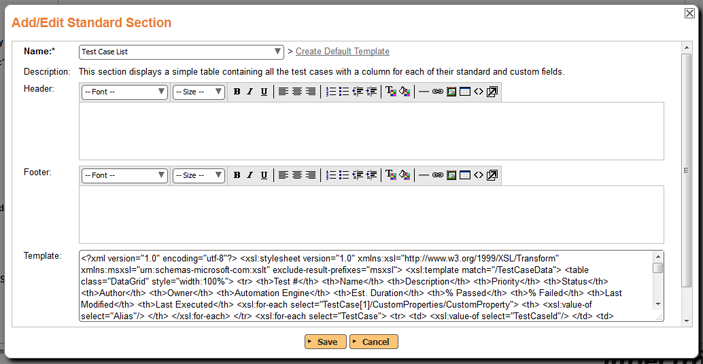 Add/Edit Standard Section
Name:* Test Case List > Create Default Template
Description: This section displays a simple table containing all the test cases with a column for each of their standard and custom fields.
Header: -- Font -- -- Size -- B I U
Footer: -- Font -- -- Size -- B I U
Template:
<?xml version="1.0" encoding="utf-8"?> <xsl:stylesheet version="1.0" xmlns:xsl="http://www.w3.org/1999/XSL/Transform"
xmlns:msxsl="urn:schemas-microsoft-com:xslt" exclude-result-prefixes="msxsl"> <xsl:template match="/TestCaseData"> <table
class="DataGrid" style="width:100%"> <tr> <th>Test #</th> <th>Name</th> <th>Description</th> <th>Priority</th> <th>Status</th>
<th>Author</th> <th>Owner</th> <th>Automation Engine</th> <th>Est. Duration</th> <th>% Passed</th> <th>% Failed</th> <th>Last
Modified</th> <th>Last Executed</th> <xsl:for-each select="TestCase[1]/CustomProperties/CustomProperty"> <th> <xsl:value-of
select="Alias"/> </th> </xsl:for-each> </tr> <xsl:for-each select="TestCase"> <tr> <td> <xsl:value-of select="TestCaseId"/> </td> <td>
Save Cancel